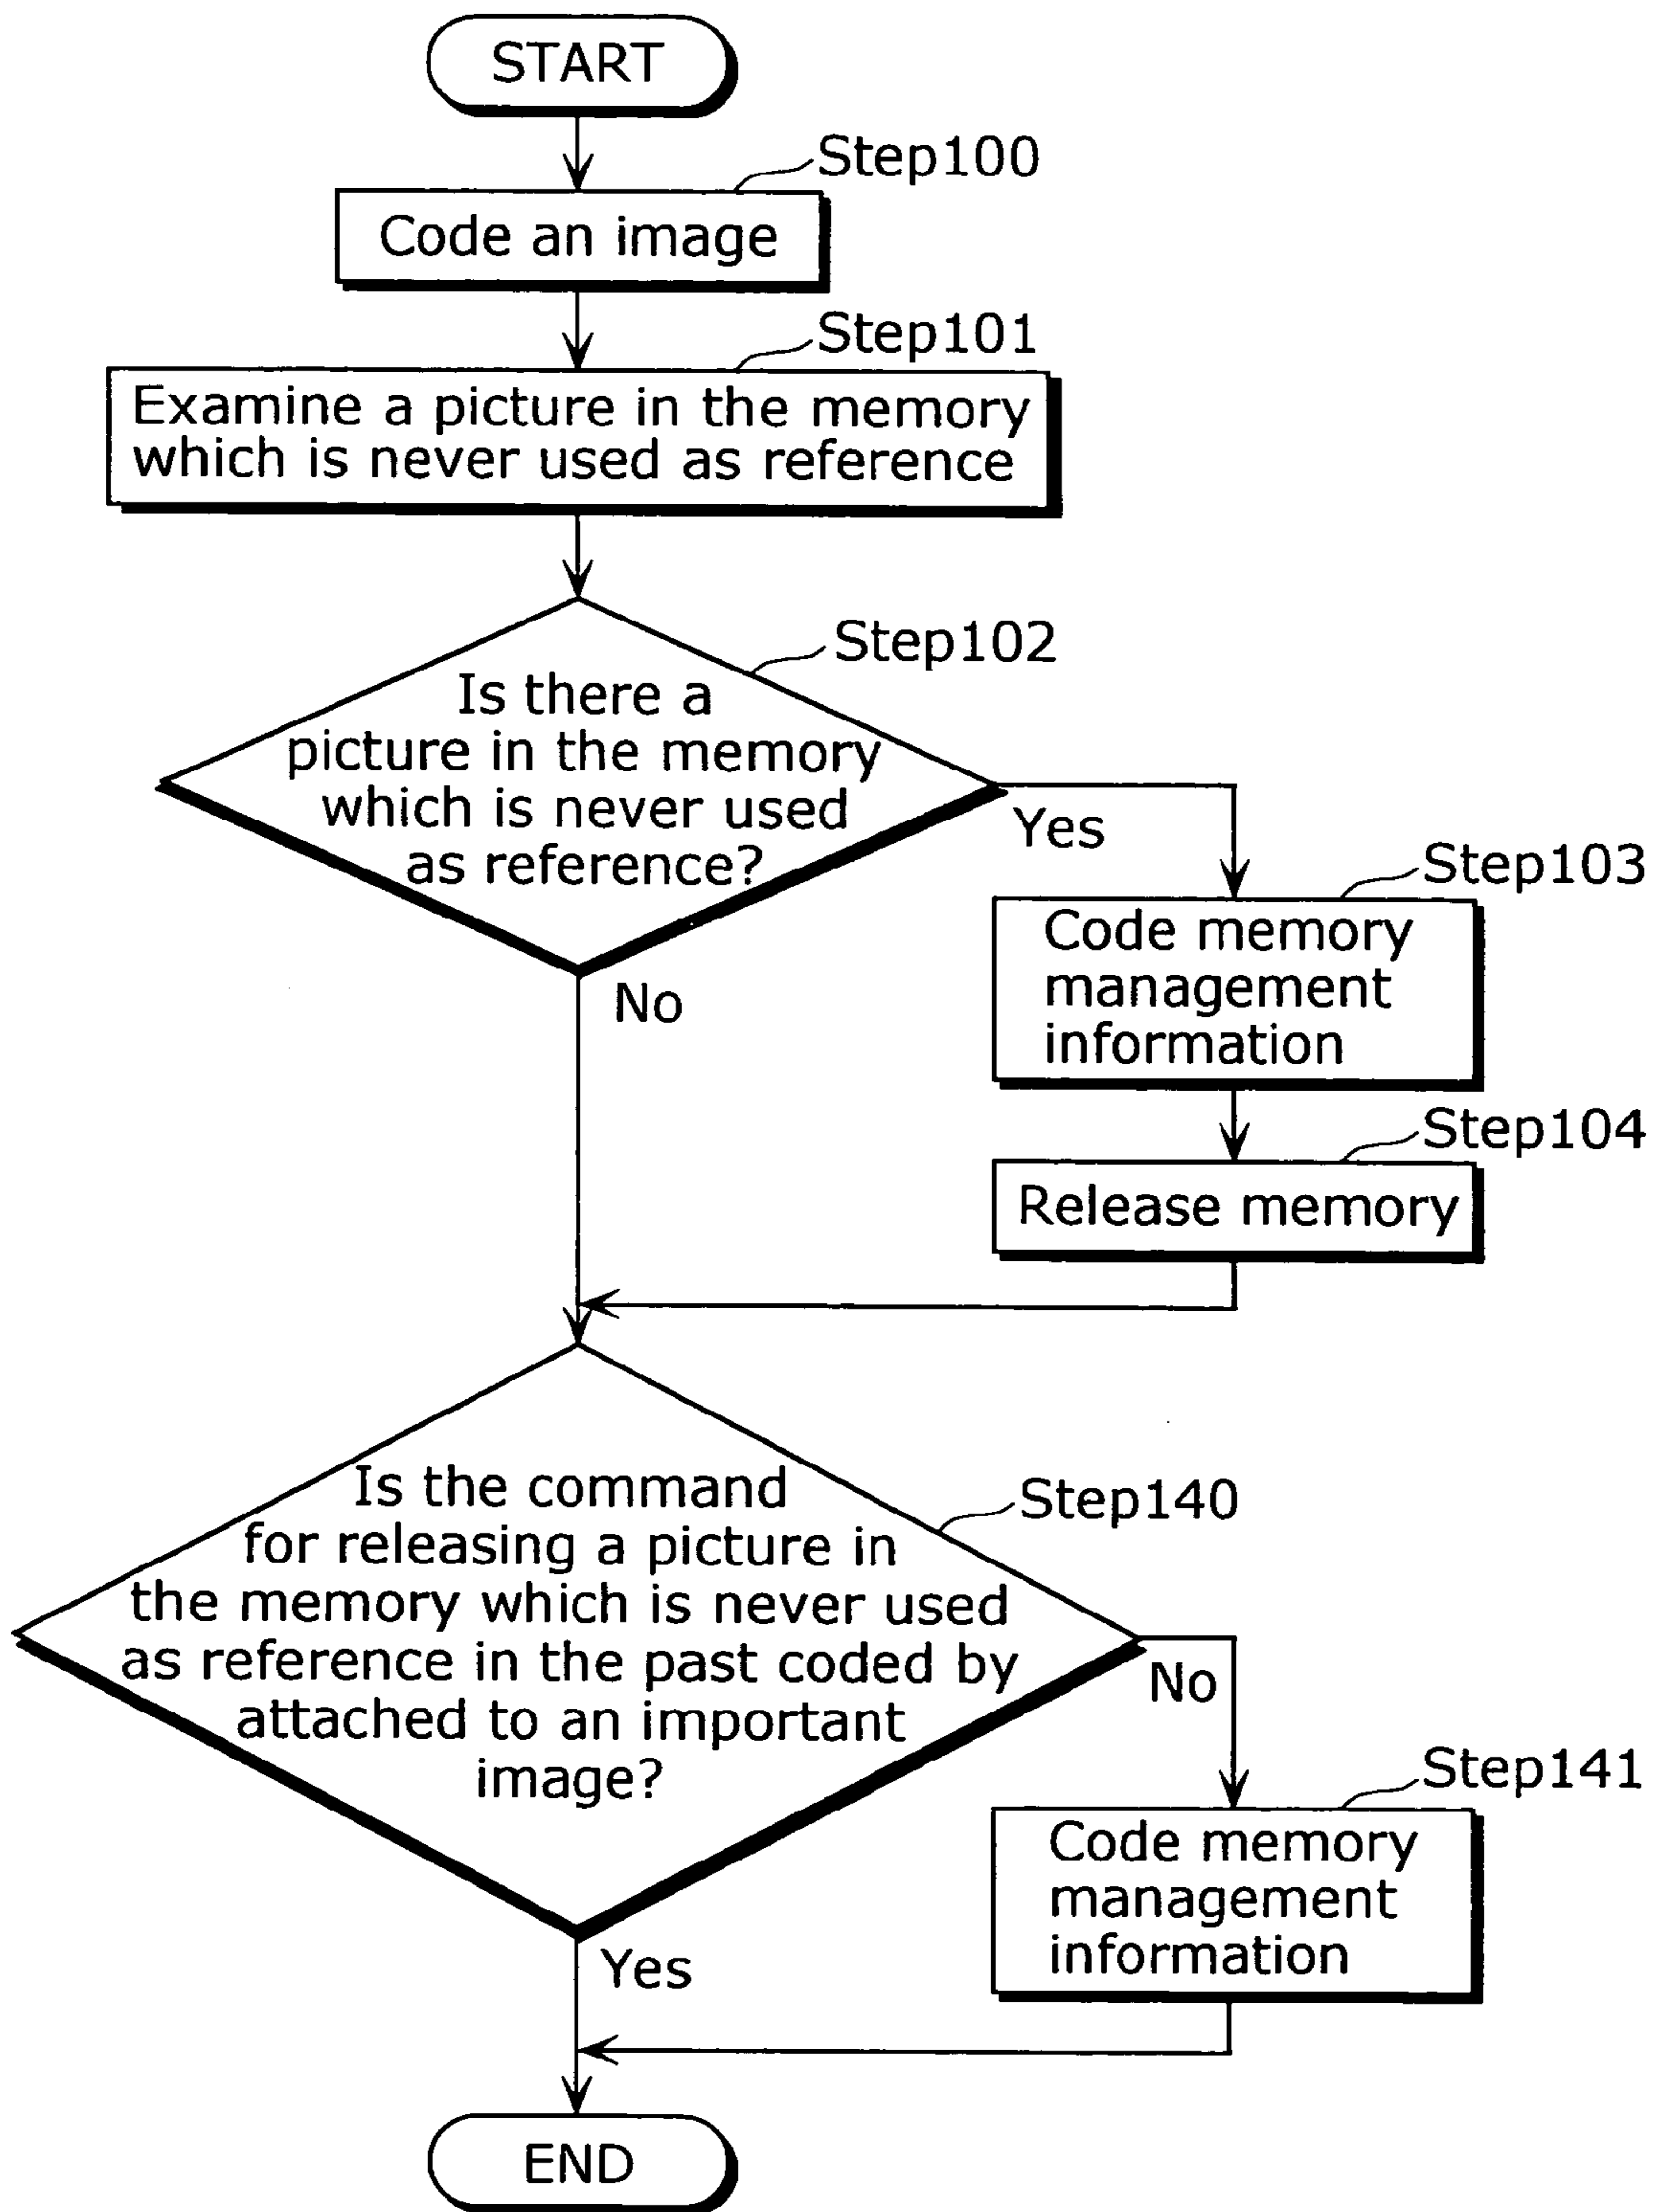 START
Step100
Code an image
Step101
Examine a picture in the memory
which is never used as reference
Step102
Is there a
picture in the memory
which is never used
as reference?
Yes
No
Step103
Code memory
management
information
Step104
Release memory
Step140
Is the command
for releasing a picture in
the memory which is never used
as reference in the past coded by
attached to an important
image?
No
Yes
Step141
Code memory
management
information
END